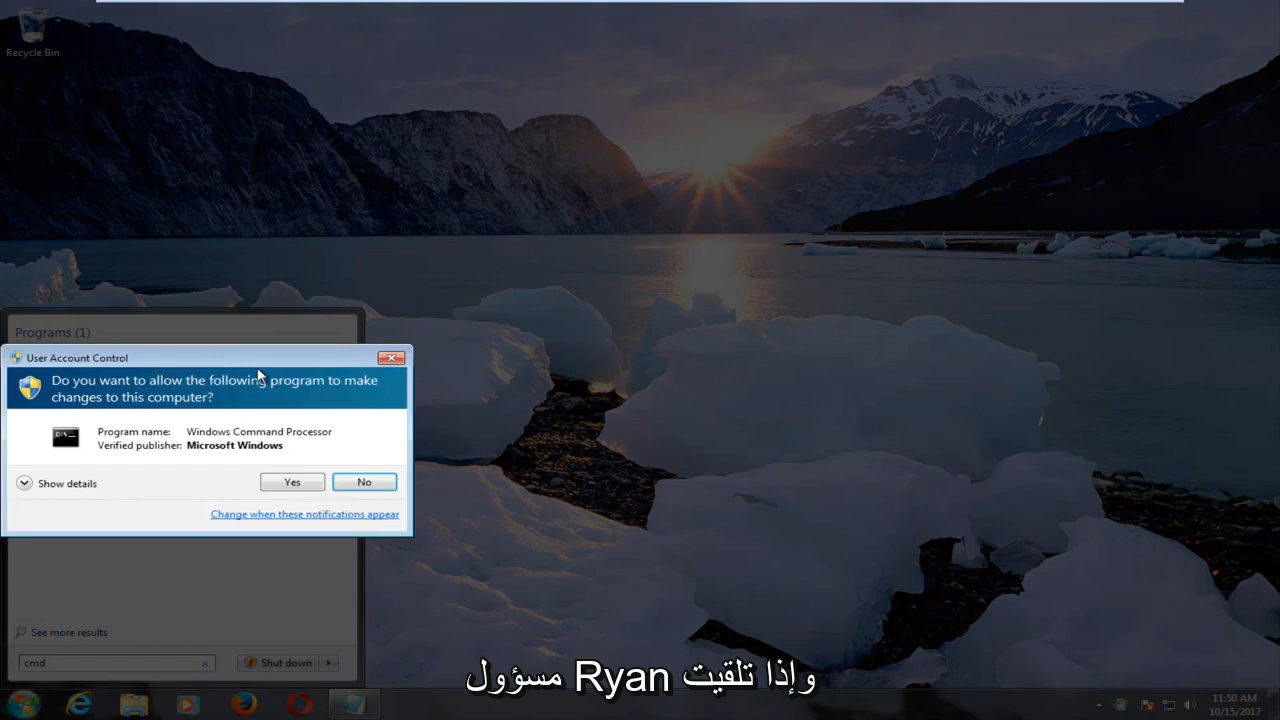 Recycle Bin
Programs (1)
User Account Control
Do you want to allow the following program to make
changes to this computer?
Program name: Windows Command Processor
Verified publisher: Microsoft Windows
Show details
Yes
No
Change when these notifications appear
See more results
cmd
Shut down
وإذا تلقيت Ryan مسؤول
11:50 AM
10/15/2017